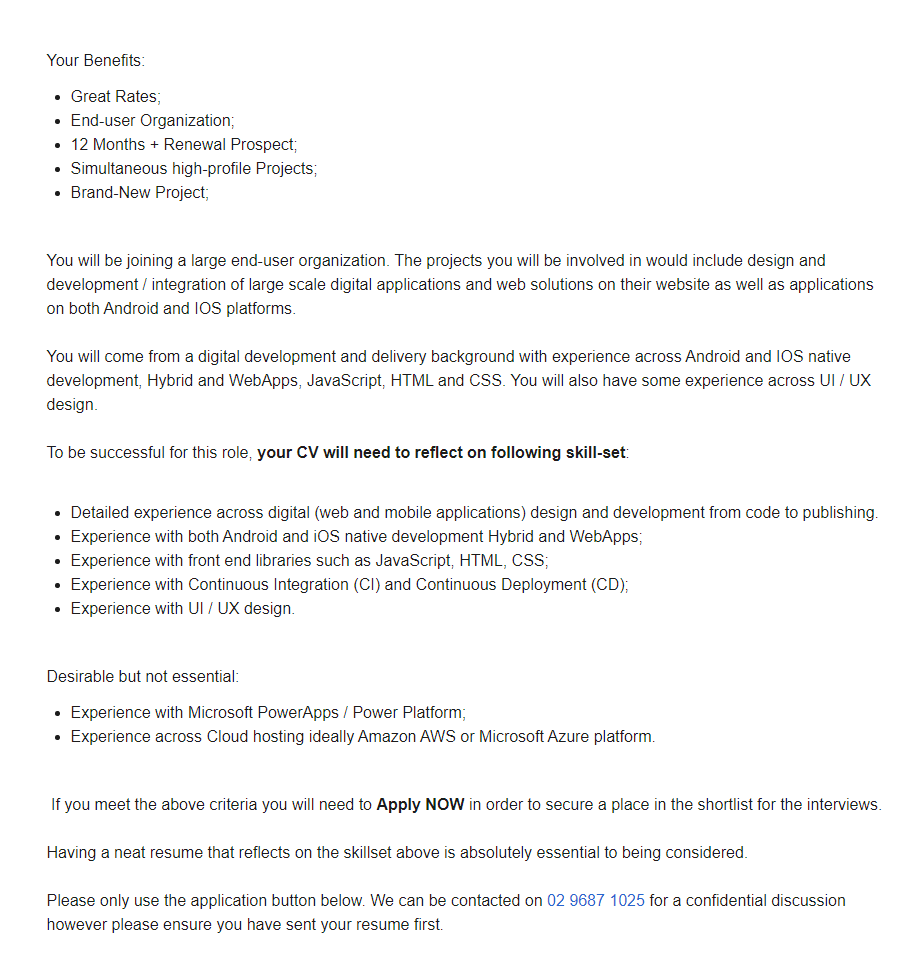 Your Benefits:
• Great Rates;
• End-user Organization;
• 12 Months + Renewal Prospect;
• Simultaneous high-profile Projects;
• Brand-New Project;
You will be joining a large end-user organization. The projects you will be involved in would include design and
development / integration of large scale digital applications and web solutions on their website as well as applications
on both Android and IOS platforms.
You will come from a digital development and delivery background with experience across Android and IOS native
development, Hybrid and WebApps, JavaScript, HTML and CSS. You will also have some experience across UI / UX
design.
To be successful for this role, your CV will need to reflect on following skill-set:
• Detailed experience across digital (web and mobile applications) design and development from code to publishing.
• Experience with both Android and iOS native development Hybrid and WebApps;
• Experience with front end libraries such as JavaScript, HTML, CSS;
• Experience with Continuous Integration (CI) and Continuous Deployment (CD);
• Experience with UI / UX design.
Desirable but not essential:
• Experience with Microsoft PowerApps / Power Platform;
• Experience across Cloud hosting ideally Amazon AWS or Microsoft Azure platform.
If you meet the above criteria you will need to Apply NOW in order to secure a place in the shortlist for the interviews.
Having a neat resume that reflects on the skillset above is absolutely essential to being considered.
Please only use the application button below. We can be contacted on 02 9687 1025 for a confidential discussion
however please ensure you have sent your resume first.